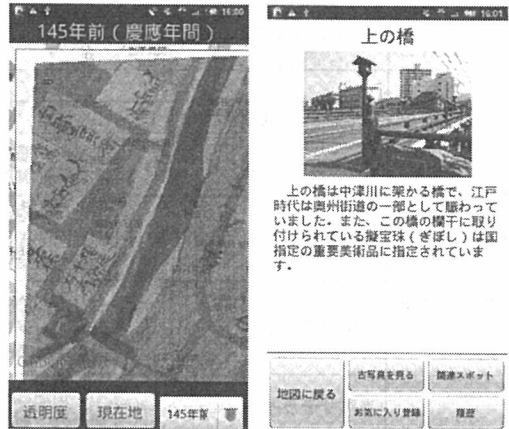 16:00
145年前(慶應年間)
透明度
現在地
145年前
16:01
上の橋
上の橋は中津川に架かる橋で、江戸
時代は奥州街道の一部として賑わって
いました。また、この橋の欄干に取り
付けられている擬宝珠(ぎぼし)は国
指定の重要美術品に指定されていま
す。
地図に戻る
古写真を見る
関連スポット
お気に入り登録
履歴